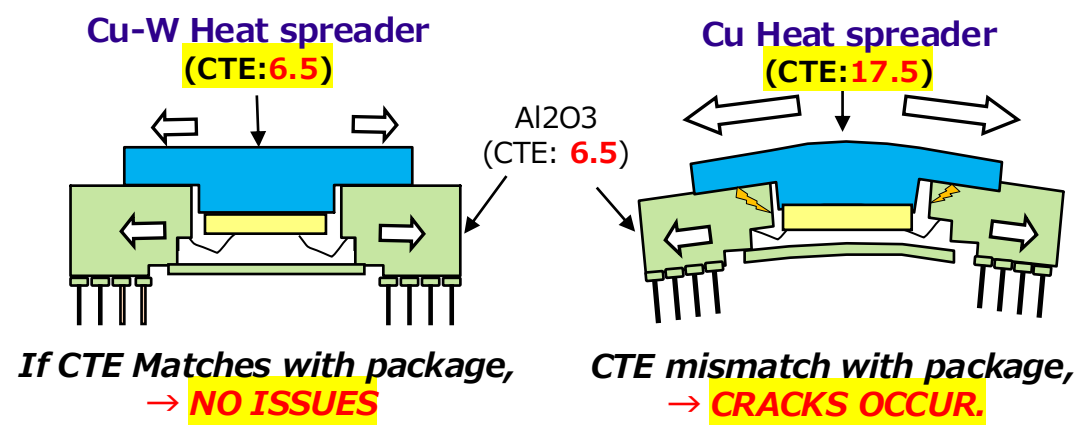 Cu-W Heat spreader
(CTE:6.5)
Cu Heat spreader
(CTE:17.5)
Al2O3
(CTE: 6.5)
If CTE Matches with package,
→ NO ISSUES
CTE mismatch with package,
→ CRACKS OCCUR.